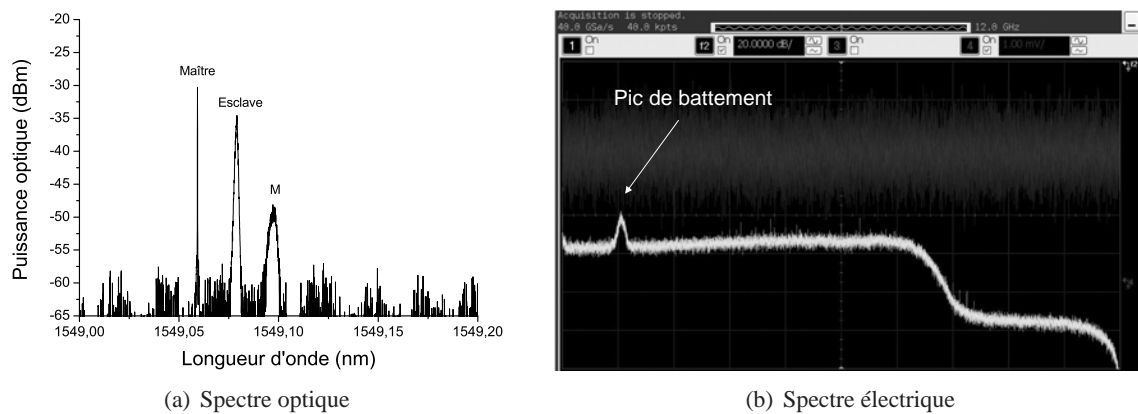 -20
-25
-30
-35
-40
-45
-50
-55
-60
-65
Puissance optique (dBm)
Maître
Esclave
M
1549,00 1549,05 1549,10 1549,15 1549,20
Longueur d'onde (nm)
(a) Spectre optique
Acquisition is stopped.
40.0 GSa/s 40.0 kpts 12.0 GHz
1 On f2 On 20.0000 dB/ 3 On 4 On 1.00 mV/
f2
Pic de battement
(b) Spectre électrique